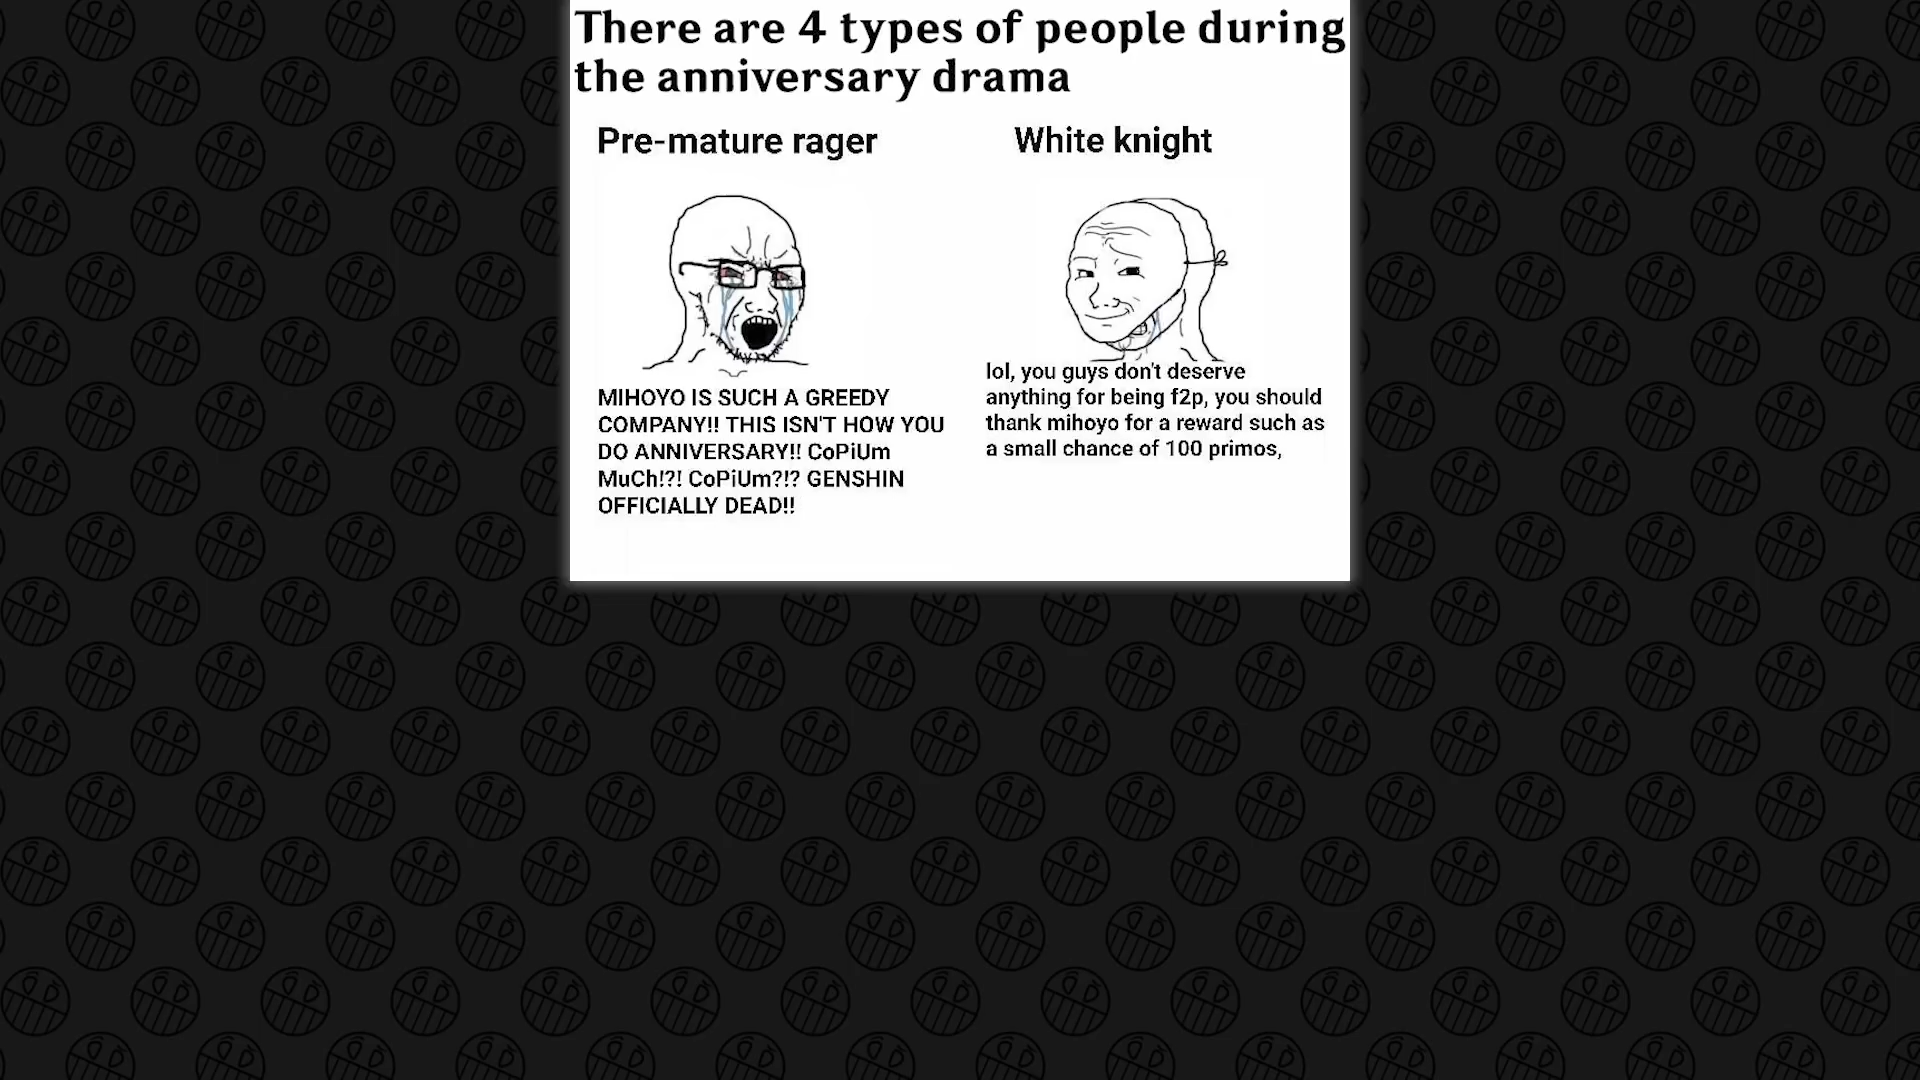 There are 4 types of people during
the anniversary drama
Pre-mature rager
White knight
MIHOYO IS SUCH A GREEDY
COMPANY!! THIS ISN'T HOW YOU
DO ANNIVERSARY!! CoPiUm
MuCh!?! CoPiUm?!? GENSHIN
OFFICIALLY DEAD!!
lol, you guys don't deserve
anything for being f2p, you should
thank mihoyo for a reward such as
a small chance of 100 primos,